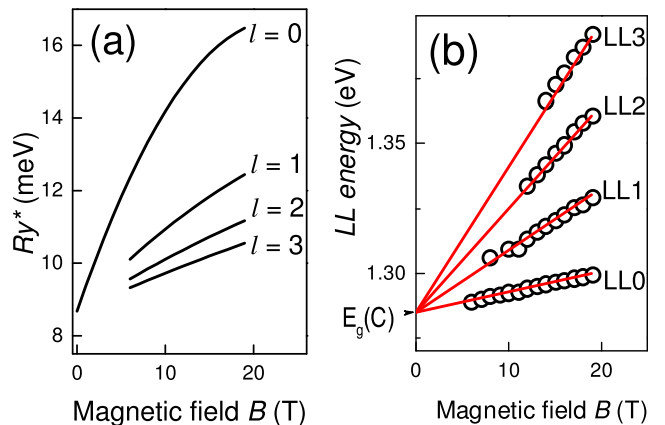 (a)
Ry* (meV)
16
14
12
10
8
l = 0
l = 1
l = 2
l = 3
0
10
20
Magnetic field B (T)
(b)
LL energy (eV)
1.35
1.30
E_g(C)
LL3
LL2
LL1
LL0
0
10
20
Magnetic field B (T)